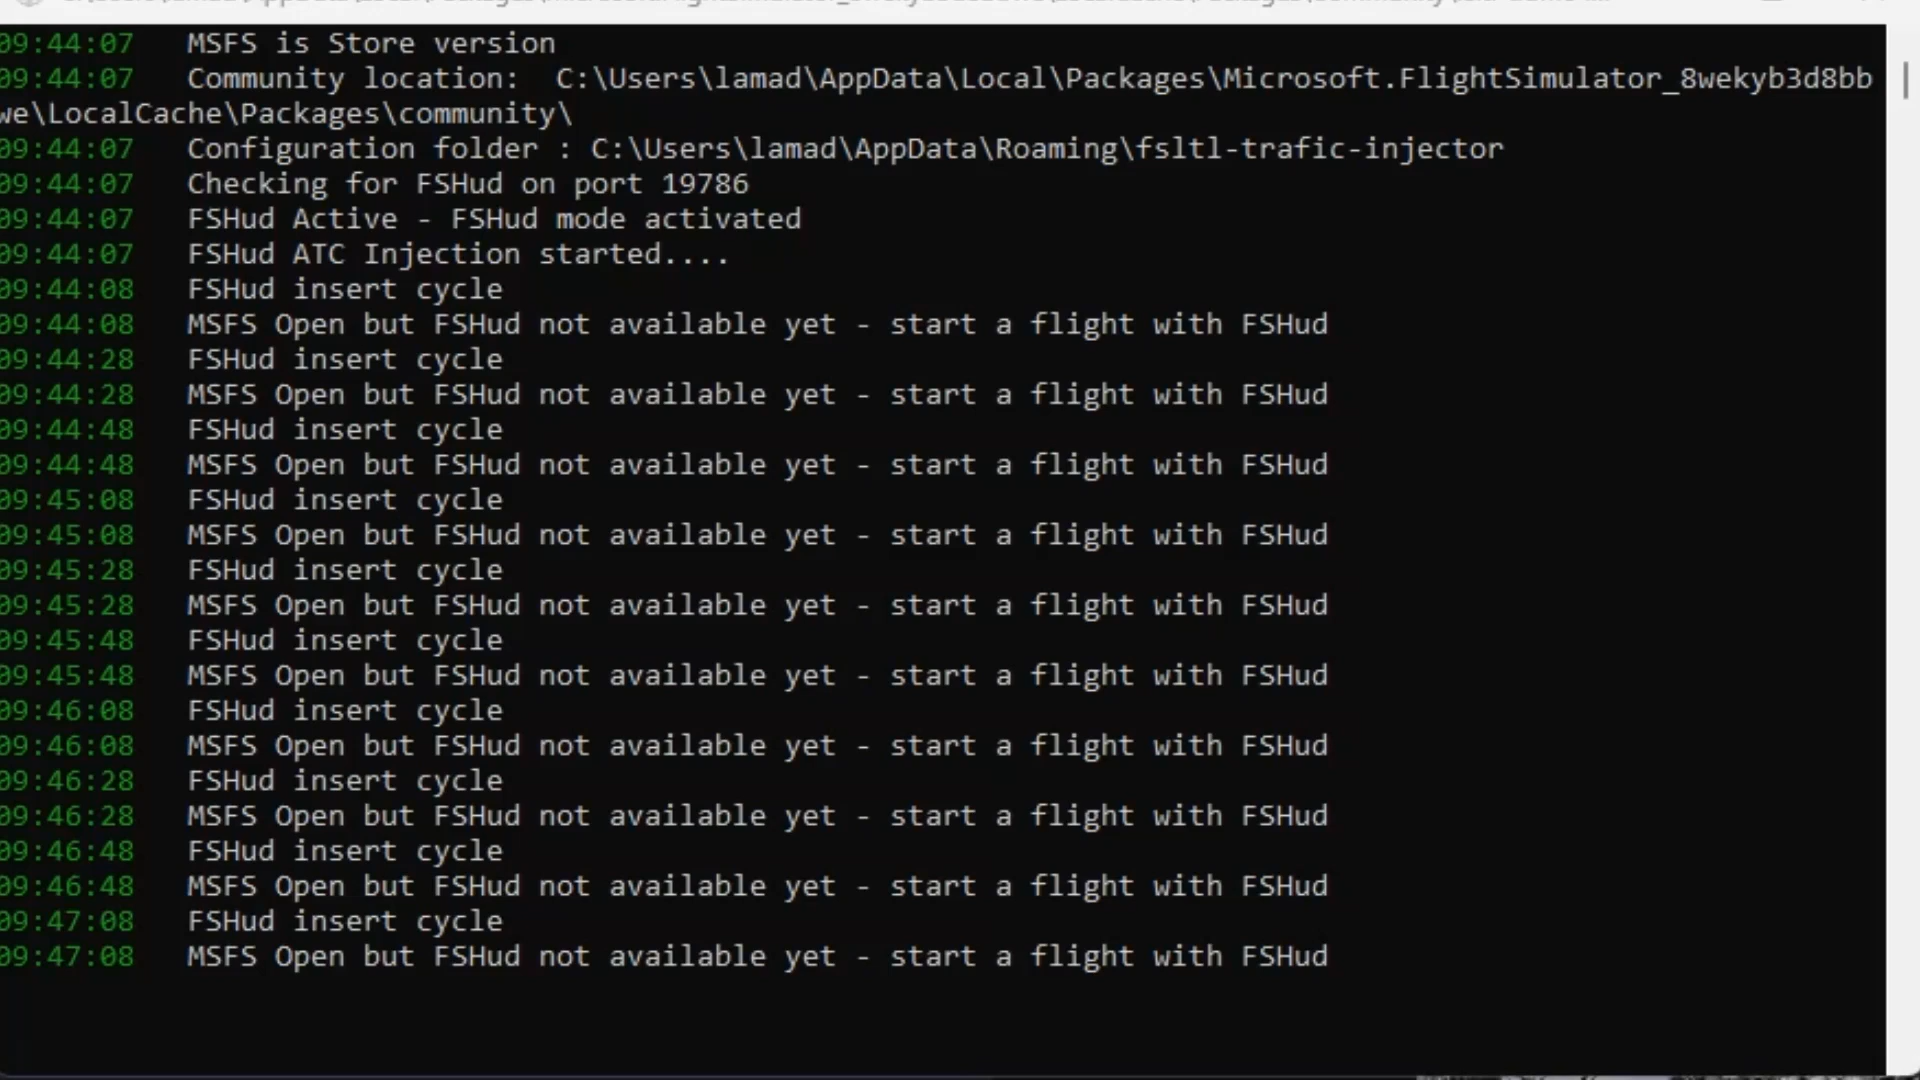 09:44:07 MSFS is Store version
09:44:07 Community location: C:\Users\lamad\AppData\Local\Packages\Microsoft.FlightSimulator_8wekyb3d8bb
we\LocalCache\Packages\community\
09:44:07 Configuration folder : C:\Users\lamad\AppData\Roaming\fsltl-trafic-injector
09:44:07 Checking for FSHud on port 19786
09:44:07 FSHud Active - FSHud mode activated
09:44:07 FSHud ATC Injection started....
09:44:08 FSHud insert cycle
09:44:08 MSFS Open but FSHud not available yet - start a flight with FSHud
09:44:28 FSHud insert cycle
09:44:28 MSFS Open but FSHud not available yet - start a flight with FSHud
09:44:48 FSHud insert cycle
09:44:48 MSFS Open but FSHud not available yet - start a flight with FSHud
09:45:08 FSHud insert cycle
09:45:08 MSFS Open but FSHud not available yet - start a flight with FSHud
09:45:28 FSHud insert cycle
09:45:28 MSFS Open but FSHud not available yet - start a flight with FSHud
09:45:48 FSHud insert cycle
09:45:48 MSFS Open but FSHud not available yet - start a flight with FSHud
09:46:08 FSHud insert cycle
09:46:08 MSFS Open but FSHud not available yet - start a flight with FSHud
09:46:28 FSHud insert cycle
09:46:28 MSFS Open but FSHud not available yet - start a flight with FSHud
09:46:48 FSHud insert cycle
09:46:48 MSFS Open but FSHud not available yet - start a flight with FSHud
09:47:08 FSHud insert cycle
09:47:08 MSFS Open but FSHud not available yet - start a flight with FSHud